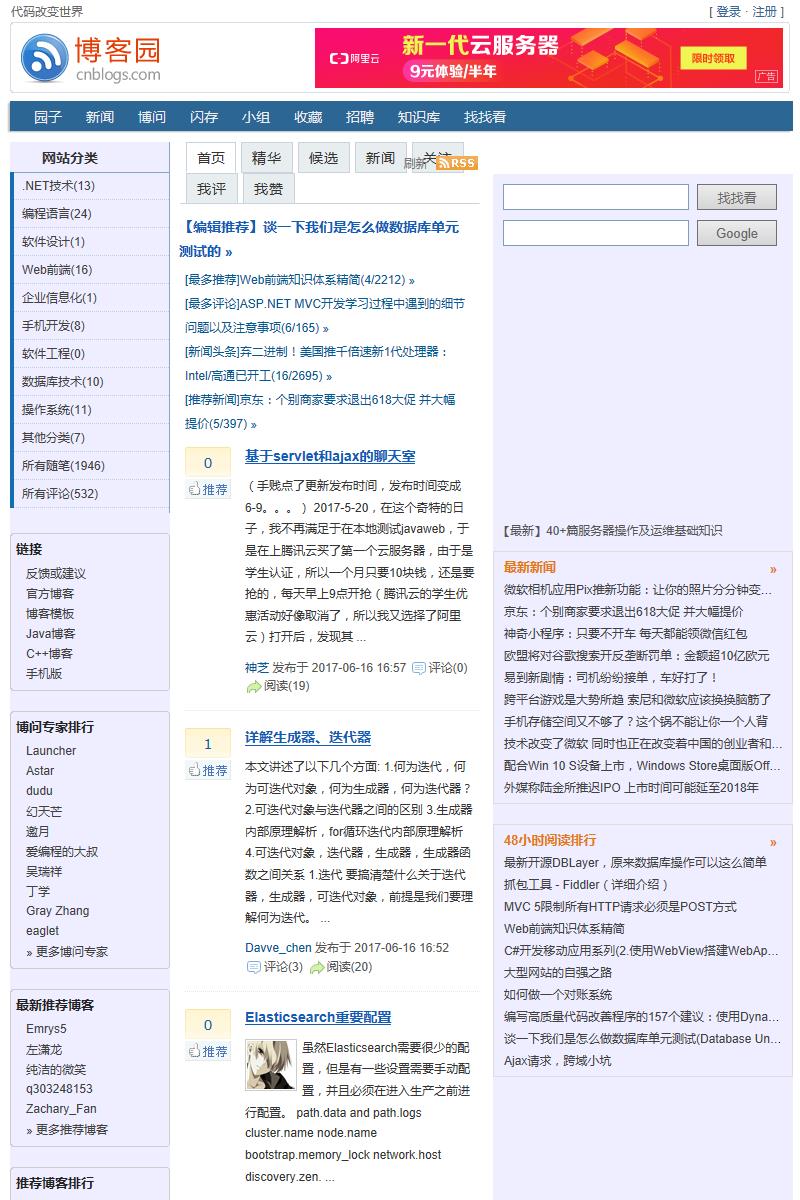 代码改变世界
[ 登录 · 注册 ]
博客园
cnblogs.com
阿里云
新一代云服务器
9元体验/半年
限时领取
广告
园子 新闻 博问 闪存 小组 收藏 招聘 知识库 找找看
网站分类
.NET技术(13)
编程语言(24)
软件设计(1)
Web前端(16)
企业信息化(1)
手机开发(8)
软件工程(0)
数据库技术(10)
操作系统(11)
其他分类(7)
所有随笔(1946)
所有评论(532)
链接
反馈或建议
官方博客
博客模板
Java博客
C++博客
手机版
博问专家排行
Launcher
Astar
dudu
幻天芒
邀月
爱编程的大叔
吴瑞祥
丁学
Gray Zhang
eaglet
» 更多博问专家
最新推荐博客
Emrys5
左潇龙
纯洁的微笑
q303248153
Zachary_Fan
» 更多推荐博客
推荐博客排行
首页 精华 候选 新闻 关注
刷新 RSS
我评 我赞
【编辑推荐】谈一下我们是怎么做数据库单元
测试的 »
[最多推荐]Web前端知识体系精简(4/2212) »
[最多评论]ASP.NET MVC开发学习过程中遇到的细节
问题以及注意事项(6/165) »
[新闻头条]弃二进制！美国推千倍速新1代处理器：
Intel/高通已开工(16/2695) »
[推荐新闻]京东：个别商家要求退出618大促 并大幅
提价(5/397) »
0
推荐
基于servlet和ajax的聊天室
（手贱点了更新发布时间，发布时间变成
6-9。。。） 2017-5-20，在这个奇特的日
子，我不再满足于在本地测试javaweb，于
是在上腾讯云买了第一个云服务器，由于是
学生认证，所以一个月只要10块钱，还是要
抢的，每天早上9点开抢（腾讯云的学生优
惠活动好像取消了，所以我又选择了阿里
云）打开后，发现其 ...
神芝 发布于 2017-06-16 16:57 评论(0)
阅读(19)
1
推荐
详解生成器、迭代器
本文讲述了以下几个方面: 1.何为迭代，何
为可迭代对象，何为生成器，何为迭代器？
2.可迭代对象与迭代器之间的区别 3.生成器
内部原理解析，for循环迭代内部原理解析
4.可迭代对象，迭代器，生成器，生成器函
数之间关系 1.迭代 要搞清楚什么关于迭代
器，生成器，可迭代对象，前提是我们要理
解何为迭代。 ...
Davve_chen 发布于 2017-06-16 16:52
评论(3) 阅读(20)
0
推荐
Elasticsearch重要配置
虽然Elasticsearch需要很少的配
置，但是有一些设置需要手动配
置，并且必须在进入生产之前进
行配置。 path.data and path.logs
cluster.name node.name
bootstrap.memory_lock network.host
discovery.zen. ...
找找看
Google
【最新】40+篇服务器操作及运维基础知识
最新新闻 »
微软相机应用Pix推新功能：让你的照片分分钟变…
京东：个别商家要求退出618大促 并大幅提价
神奇小程序：只要不开车 每天都能领微信红包
欧盟将对谷歌搜索开反垄断罚单：金额超10亿欧元
易到新剧情：司机纷纷接单，车好打了！
跨平台游戏是大势所趋 索尼和微软应该换换脑筋了
手机存储空间又不够了？这个锅不能让你一个人背
技术改变了微软 同时也正在改变着中国的创业者和…
配合Win 10 S设备上市，Windows Store桌面版Off…
外媒称陆金所推迟IPO 上市时间可能延至2018年
48小时阅读排行 »
最新开源DBLayer，原来数据库操作可以这么简单
抓包工具 - Fiddler（详细介绍）
MVC 5限制所有HTTP请求必须是POST方式
Web前端知识体系精简
C#开发移动应用系列(2.使用WebView搭建WebAp…
大型网站的自强之路
如何做一个对账系统
编写高质量代码改善程序的157个建议：使用Dyna…
谈一下我们是怎么做数据库单元测试(Database Un…
Ajax请求，跨域小坑